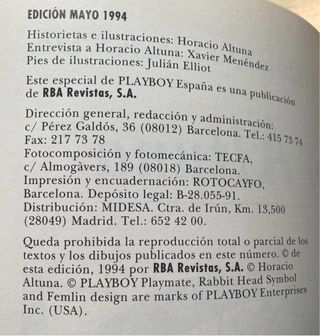 EDICIÓN MAYO 1994
Historietas e ilustraciones: Horacio Altuna
Entrevista a Horacio Altuna: Xavier Menéndez
Pies de ilustraciones: Julián Elliot
Este especial de PLAYBOY España es una publicación
de RBA Revistas, S.A.
Dirección general, redacción y administración:
c/ Pérez Galdós, 36 (08012) Barcelona. Tel.: 415 73 74
Fax: 217 73 78
Fotocomposición y fotomecánica: TECFA,
c/ Almogàvers, 189 (08018) Barcelona.
Impresión y encuadernación: ROTOCAYFO,
Barcelona. Depósito legal: B-28.055-91.
Distribución: MIDESA. Ctra. de Irún, Km. 13,500
(28049) Madrid. Tel. 652 42 00.
Queda prohibida la reproducción total o parcial de los
textos y los dibujos publicados en este número. © de
esta edición, 1994 por RBA Revistas, S.A. © Horacio
Altuna. © PLAYBOY Playmate, Rabbit Head Symbol
and Femlin design are marks of PLAYBOY Enterprises
Inc. (USA).